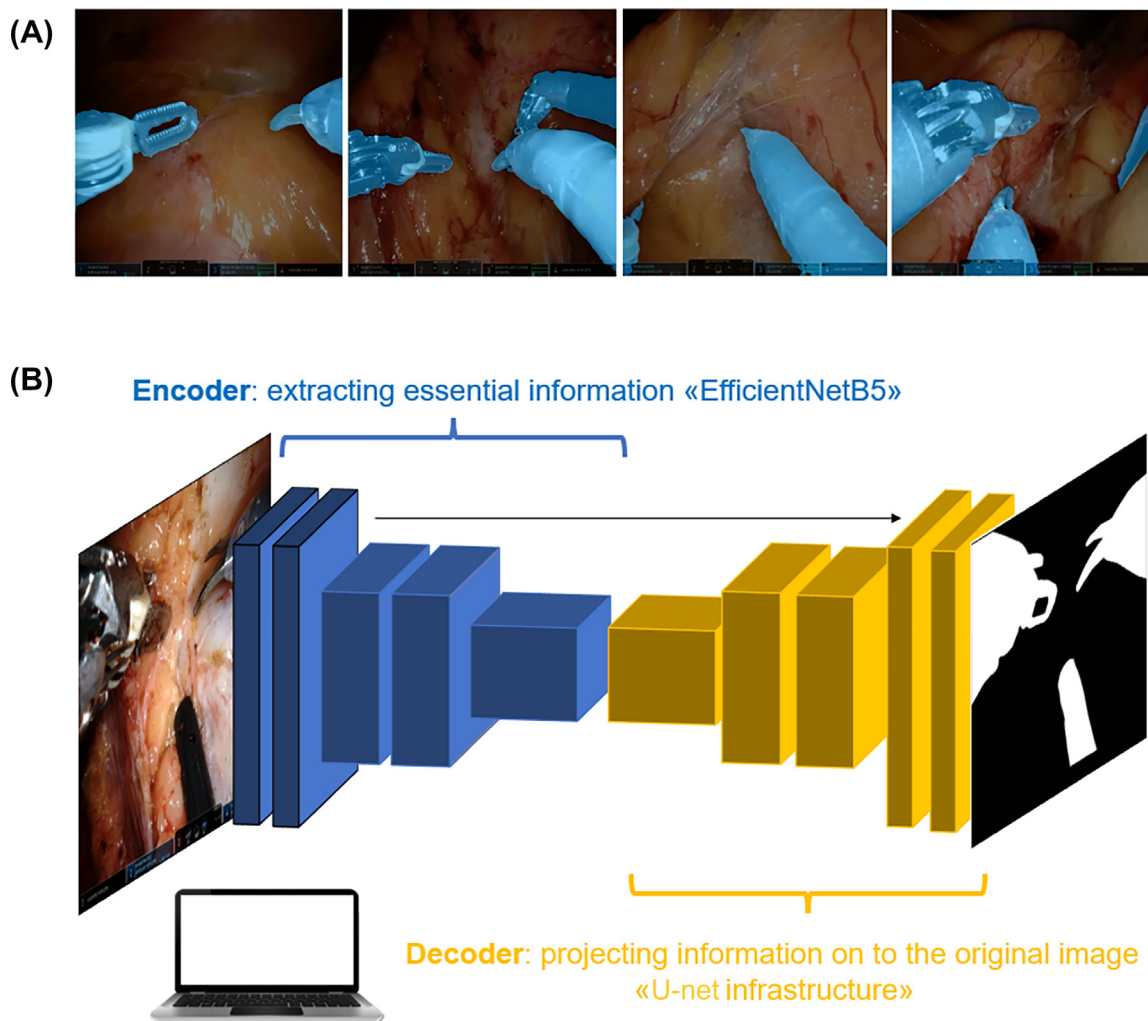 (A)
(B)
Encoder: extracting essential information «EfficientNetB5»
Decoder: projecting information on to the original image
«U-net infrastructure»